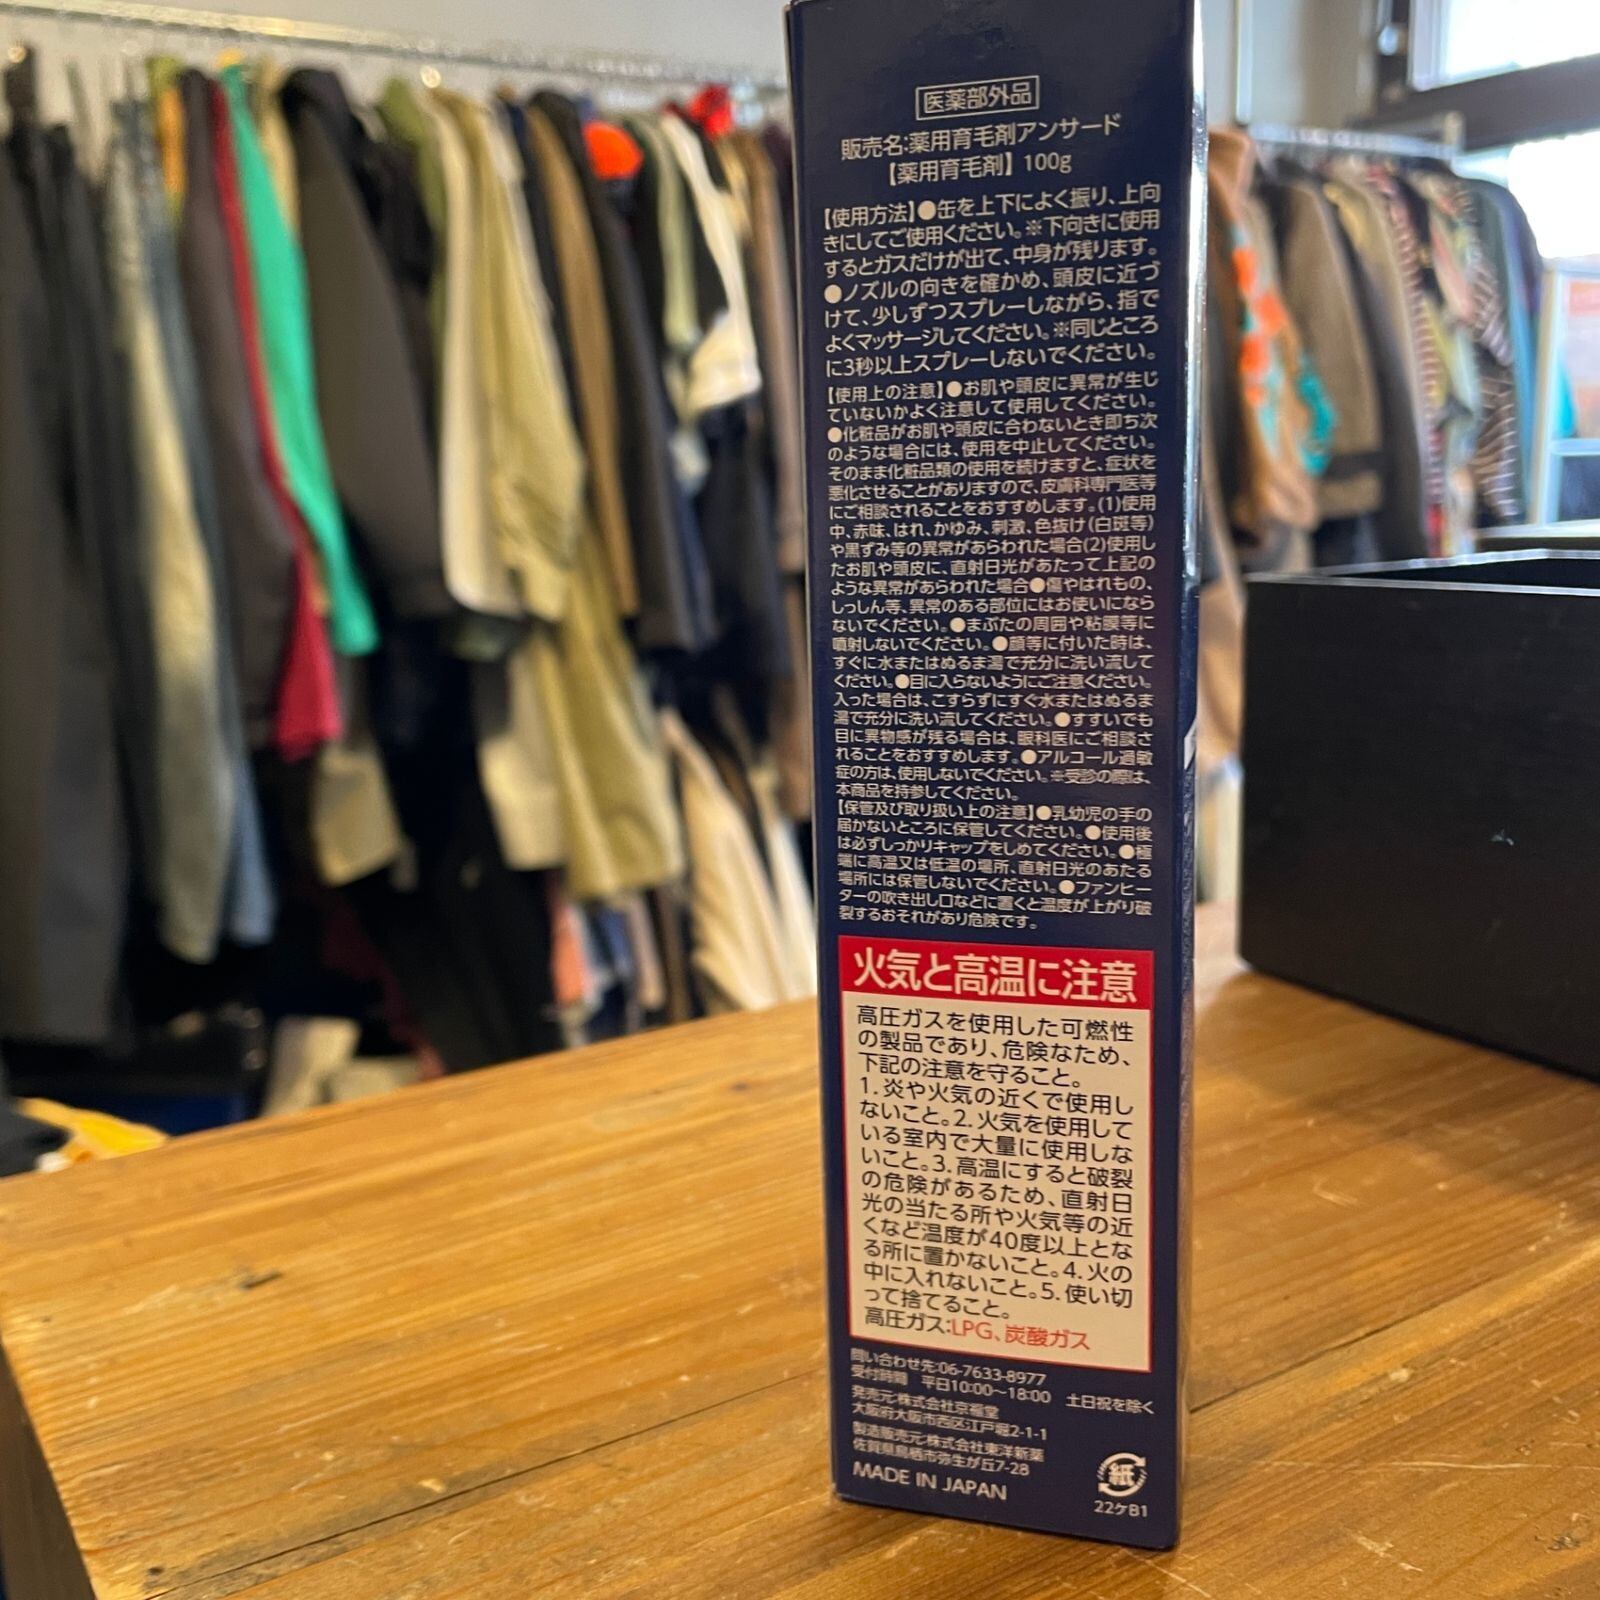 医薬部外品
販売名:薬用育毛剤アンサード
【薬用育毛剤】 100g
【使用方法】●缶を上下によく振り、上向
きにしてご使用ください。※下向きに使用
するとガスだけが出て、中身が残ります。
●ノズルの向きを確かめ、頭皮に近づ
けて、少しずつスプレーしながら、指で
よくマッサージしてください。※同じところ
に3秒以上スプレーしないでください。
【使用上の注意】●お肌や頭皮に異常が生じ
ていないかよく注意して使用してください。
●化粧品がお肌や頭皮に合わないとき即ち次
のような場合には、使用を中止してください。
そのまま化粧品類の使用を続けますと、症状を
悪化させることがありますので、皮膚科専門医等
にご相談されることをおすすめします。(1)使用
中、赤味、はれ、かゆみ、刺激、色抜け(白斑等)
や黒ずみ等の異常があらわれた場合(2)使用し
たお肌や頭皮に、直射日光があたって上記の
ような異常があらわれた場合●傷やはれもの、
しっしん等、異常のある部位にはお使いになら
ないでください。●まぶたの周囲や粘膜等に
噴射しないでください。●顔等に付いた時は、
すぐに水またはぬるま湯で充分に洗い流して
ください。●目に入らないようにご注意ください。
入った場合は、こすらずにすぐ水またはぬるま
湯で充分に洗い流してください。●すすいでも
目に異物感が残る場合は、眼科医にご相談さ
れることをおすすめします。●アルコール過敏
症の方は、使用しないでください。※受診の際は、
本商品を持参してください。
【保管及び取り扱い上の注意】●乳幼児の手の
届かないところに保管してください。●使用後
は必ずしっかりキャップをしめてください。●極
端に高温又は低温の場所、直射日光のあたる
場所には保管しないでください。●ファンヒー
ターの吹き出し口などに置くと温度が上がり破
裂するおそれがあり危険です。
火気と高温に注意
高圧ガスを使用した可燃性
の製品であり、危険なため、
下記の注意を守ること。
1.炎や火気の近くで使用し
ないこと。2.火気を使用して
いる室内で大量に使用しな
いこと。3.高温にすると破裂
の危険があるため、直射日
光の当たる所や火気等の近
くなど温度が40度以上とな
る所に置かないこと。4.火の
中に入れないこと。5.使い切
って捨てること。
高圧ガス:LPG、炭酸ガス
問い合わせ先:06-7633-8977
受付時間 平日10:00～18:00 土日祝を除く
発売元:株式会社京福堂
大阪府大阪市西区江戸堀2-1-1
製造販売元:株式会社東洋新薬
佐賀県鳥栖市弥生が丘7-28
MADE IN JAPAN
紙
22ケB1